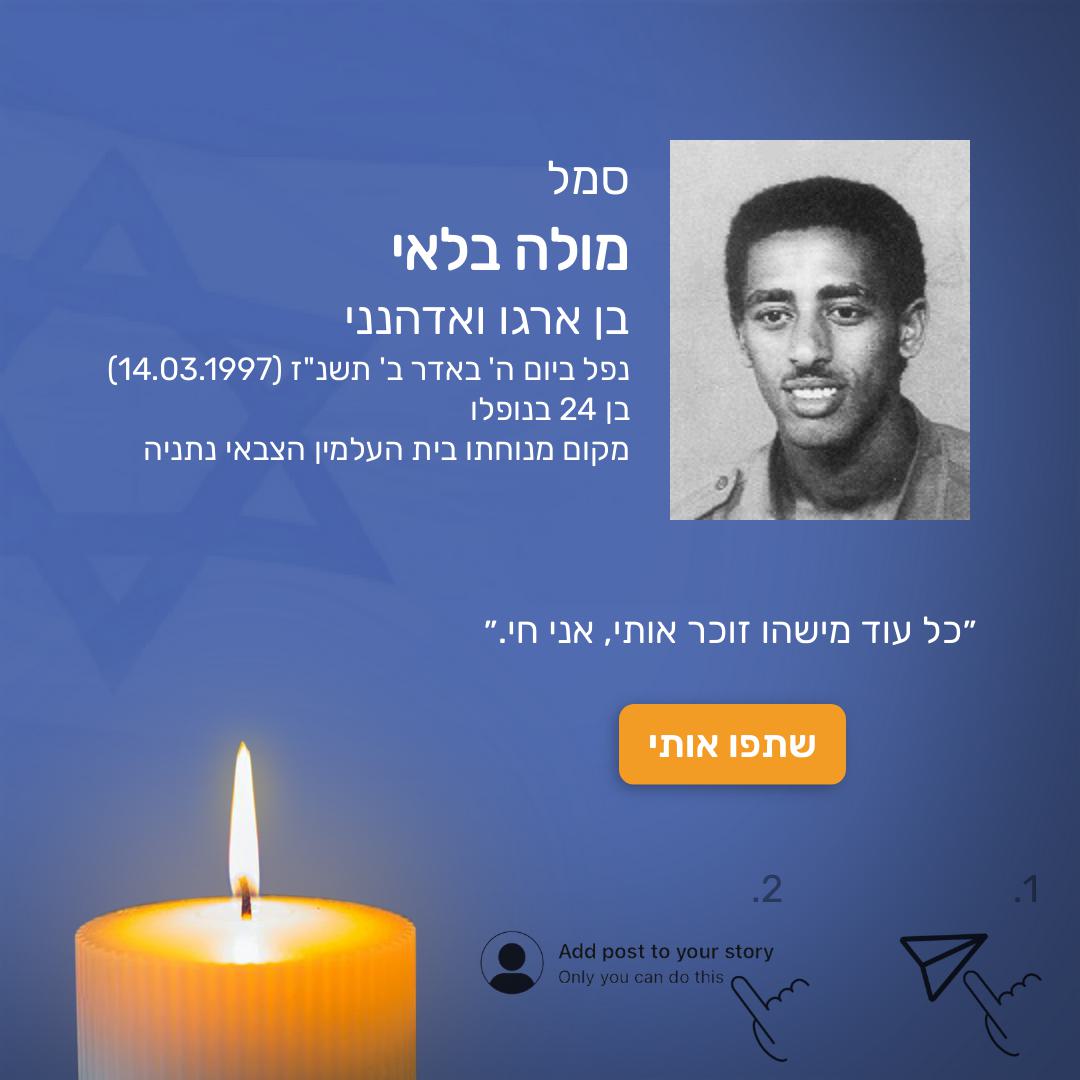 סמל
מולה בלאי
בן ארגו ואדהנני
נפל ביום ה' באדר ב' תשנ"ז (14.03.1997)
בן 24 בנופלו
מקום מנוחתו בית העלמין הצבאי נתניה
״כל עוד מישהו זוכר אותי, אני חי.״
שתפו אותי
1.
2.
Add post to your story
Only you can do this